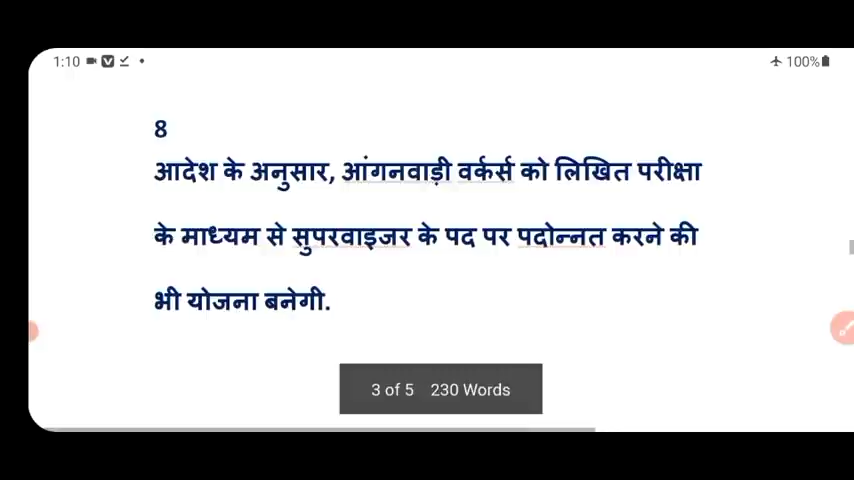 1:10
100%
8
आदेश के अनुसार, आंगनवाड़ी वर्कर्स को लिखित परीक्षा
के माध्यम से सुपरवाइजर के पद पर पदोन्नत करने की
भी योजना बनेगी.
3 of 5 230 Words